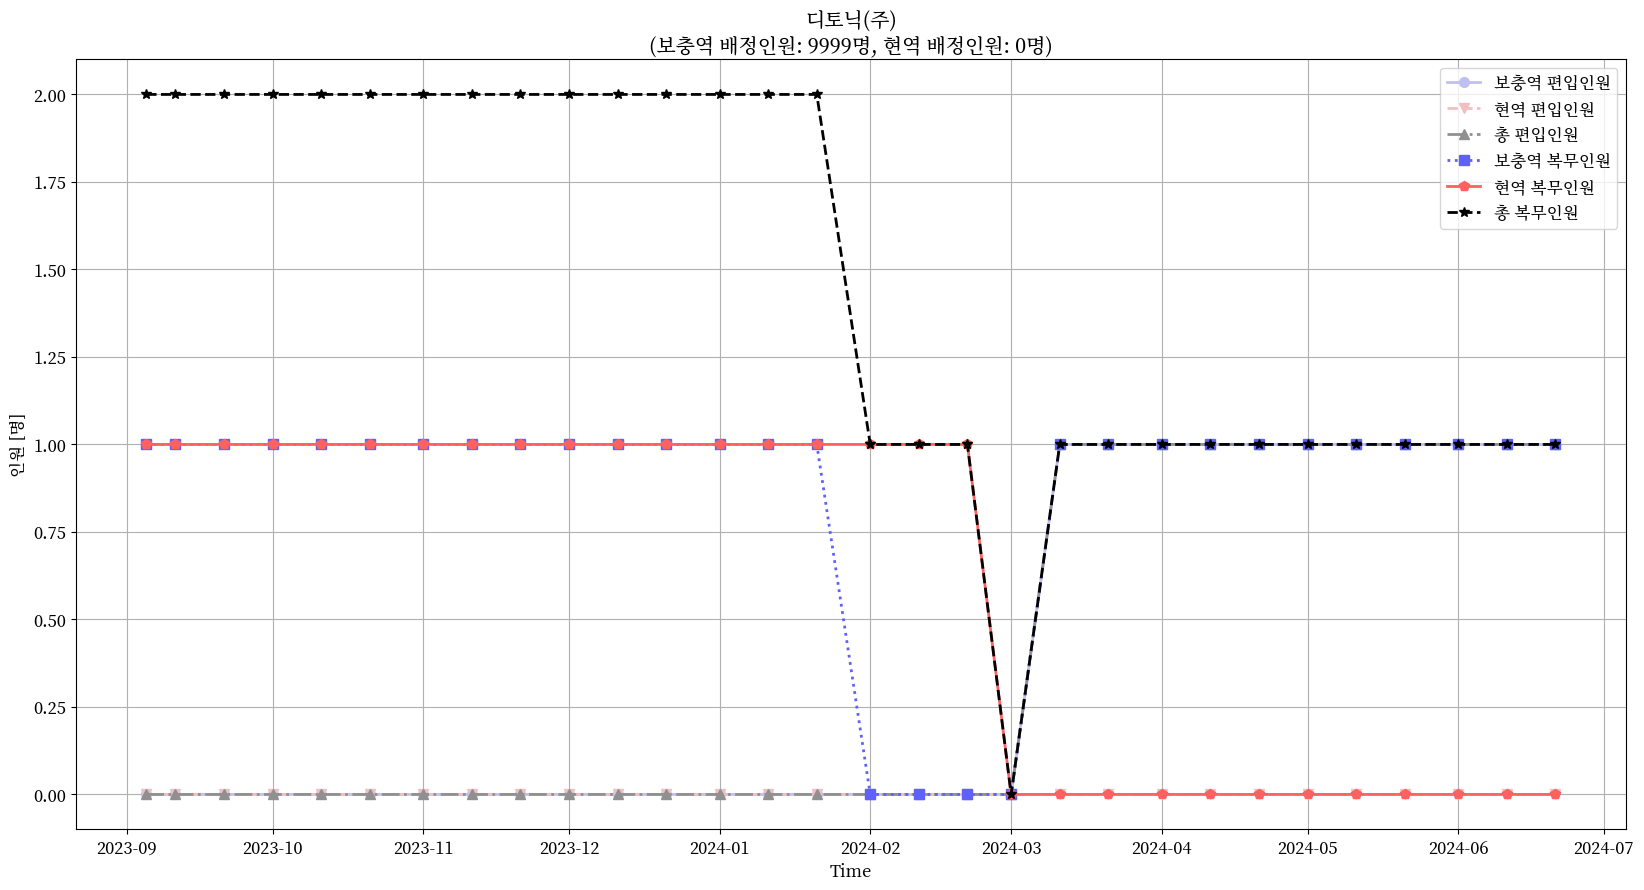 디토닉(주)
(보충역 배정인원: 9999명, 현역 배정인원: 0명)
보충역 편입인원
현역 편입인원
총 편입인원
보충역 복무인원
현역 복무인원
총 복무인원
2.00
1.75
1.50
1.25
1.00
0.75
0.50
0.25
0.00
인원 [명]
2023-09 2023-10 2023-11 2023-12 2024-01 2024-02 2024-03 2024-04 2024-05 2024-06 2024-07
Time